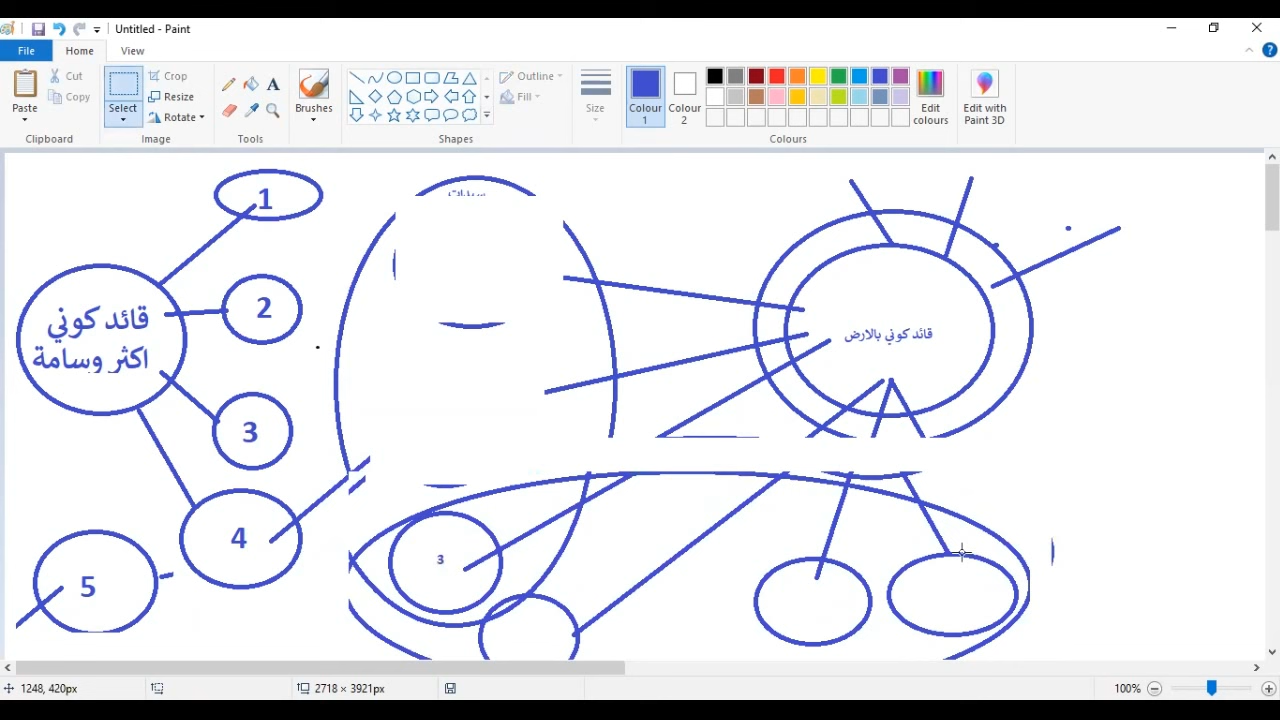 Untitled - Paint
File
Home
View
Paste
Cut
Copy
Clipboard
Select
Crop
Resize
Rotate
Image
Tools
Brushes
Shapes
Outline
Fill
Size
Colour 1
Colour 2
Edit colours
Edit with Paint 3D
Colours
1
2
قائد كوني
اكثر وسامة
3
4
5
3
قائد كوني بالارض
1248, 420px
2718 × 3921px
100%